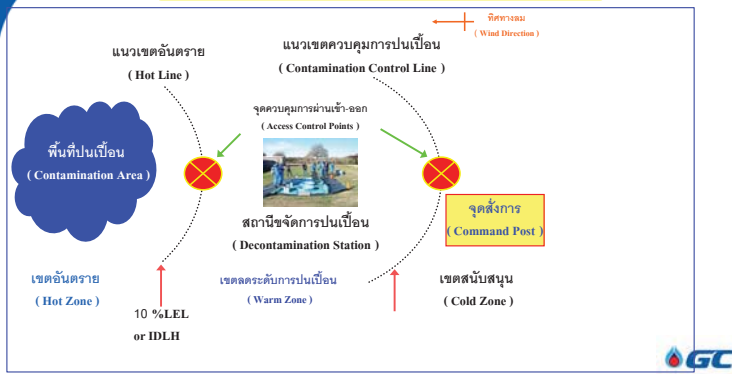 ทิศทางลม
( Wind Direction )
แนวเขตอันตราย
( Hot Line )
แนวเขตควบคุมการปนเปื้อน
( Contamination Control Line )
จุดควบคุมการผ่านเข้า-ออก
( Access Control Points )
พื้นที่ปนเปื้อน
( Contamination Area )
สถานีขจัดการปนเปื้อน
( Decontamination Station )
จุดสั่งการ
( Command Post )
เขตอันตราย
( Hot Zone )
10 %LEL
or IDLH
เขตลดระดับการปนเปื้อน
( Warm Zone )
เขตสนับสนุน
( Cold Zone )
GC